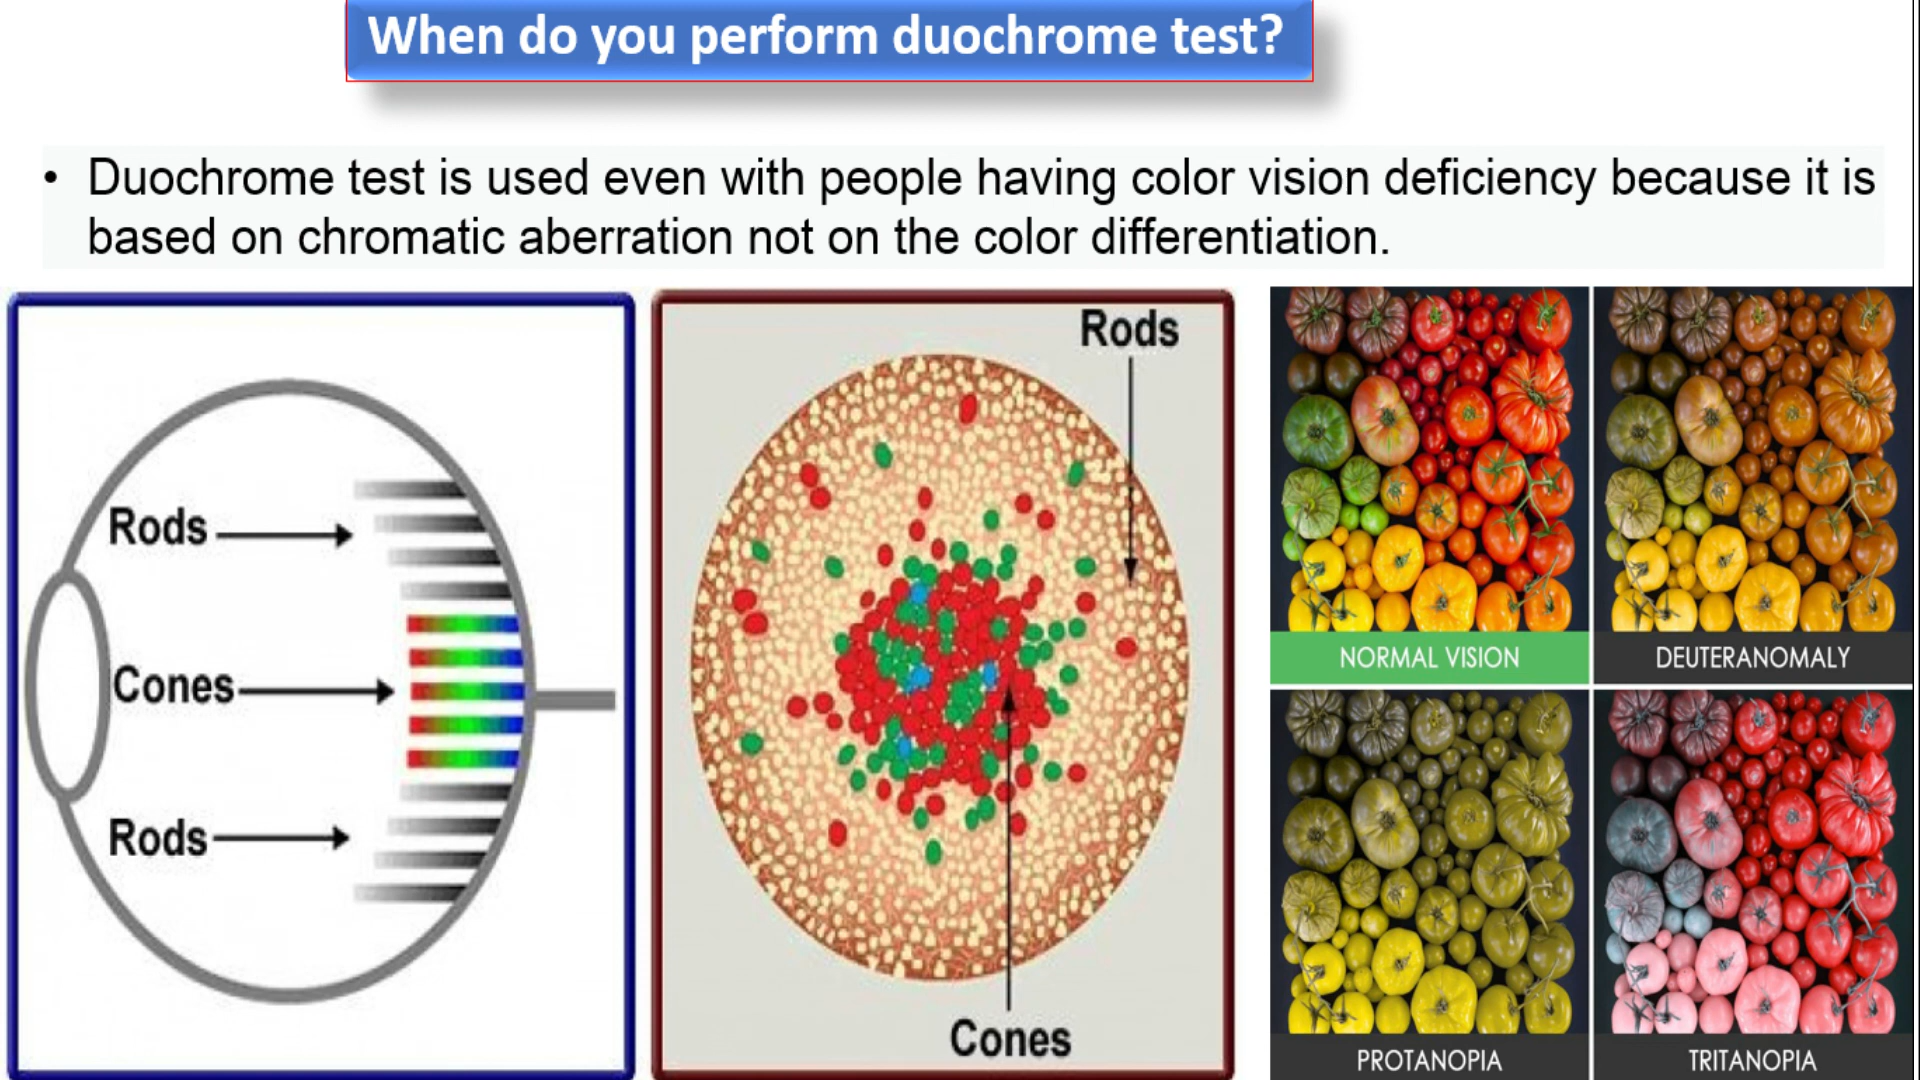 When do you perform duochrome test?
• Duochrome test is used even with people having color vision deficiency because it is
based on chromatic aberration not on the color differentiation.
Rods
Cones
Rods
Rods
Cones
NORMAL VISION
DEUTERANOMALY
PROTANOPIA
TRITANOPIA